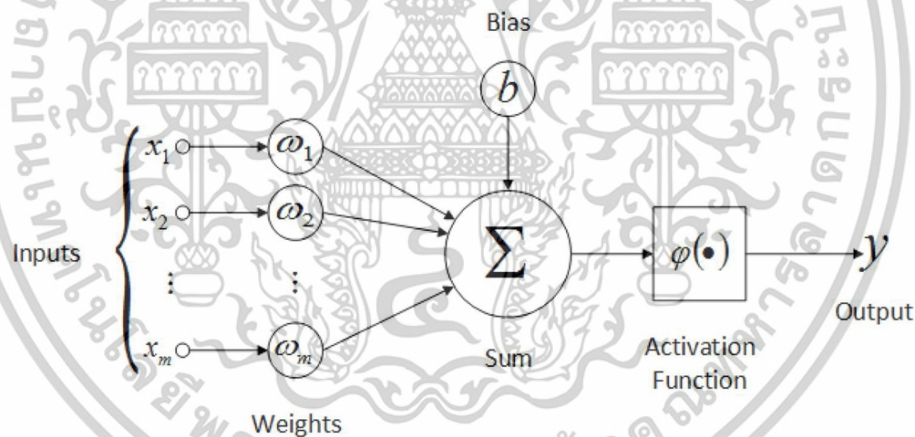 Bias
b
x₁ ω₁
x₂ ω₂
Inputs
⋮ ⋮
xₘ ωₘ
Σ
Sum
φ(•)
Activation
Function
y
Output
Weights